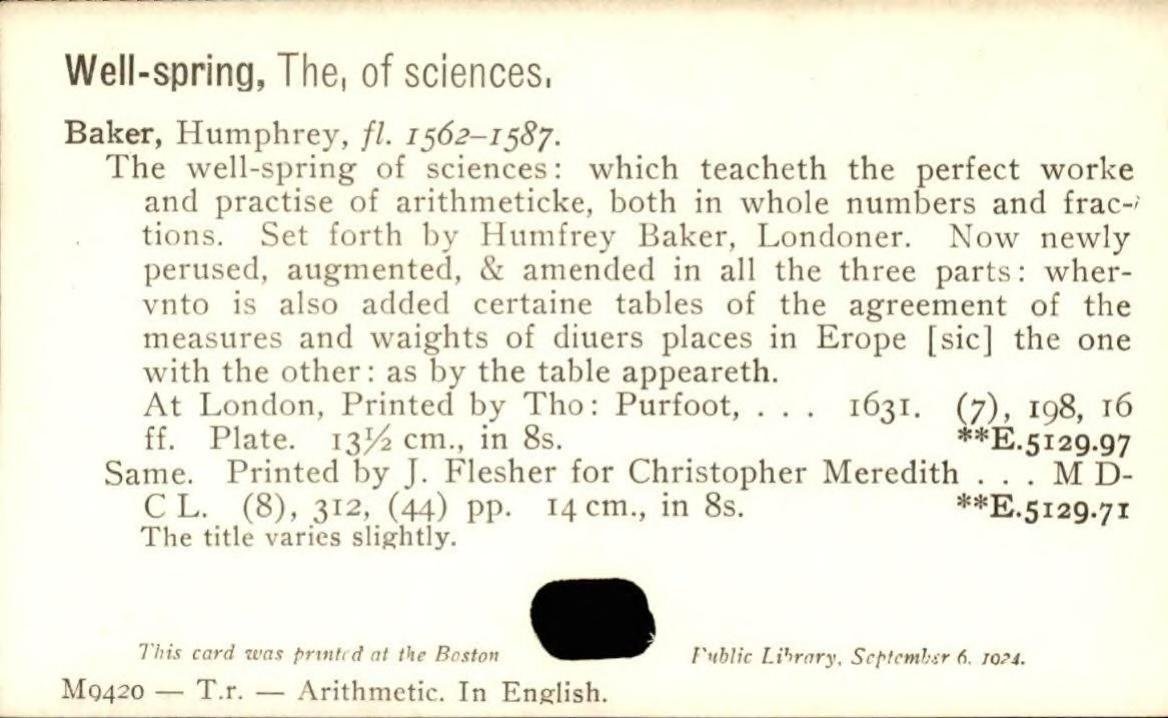 Well-spring, The, of sciences.
Baker, Humphrey, fl. 1562–1587.
The well-spring of sciences: which teacheth the perfect worke
and practise of arithmeticke, both in whole numbers and frac-
tions. Set forth by Humfrey Baker, Londoner. Now newly
perused, augmented, & amended in all the three parts: wher-
vnto is also added certaine tables of the agreement of the
measures and waights of diuers places in Erope [sic] the one
with the other: as by the table appeareth.
At London, Printed by Tho: Purfoot, . . . 1631. (7), 198, 16
ff. Plate. 13½ cm., in 8s. **E.5129.97
Same. Printed by J. Flesher for Christopher Meredith . . . M D-
C L. (8), 312, (44) pp. 14 cm., in 8s. **E.5129.71
The title varies slightly.
This card was printed at the Boston Public Library, September 6, 1924.
M9420 — T.r. — Arithmetic. In English.